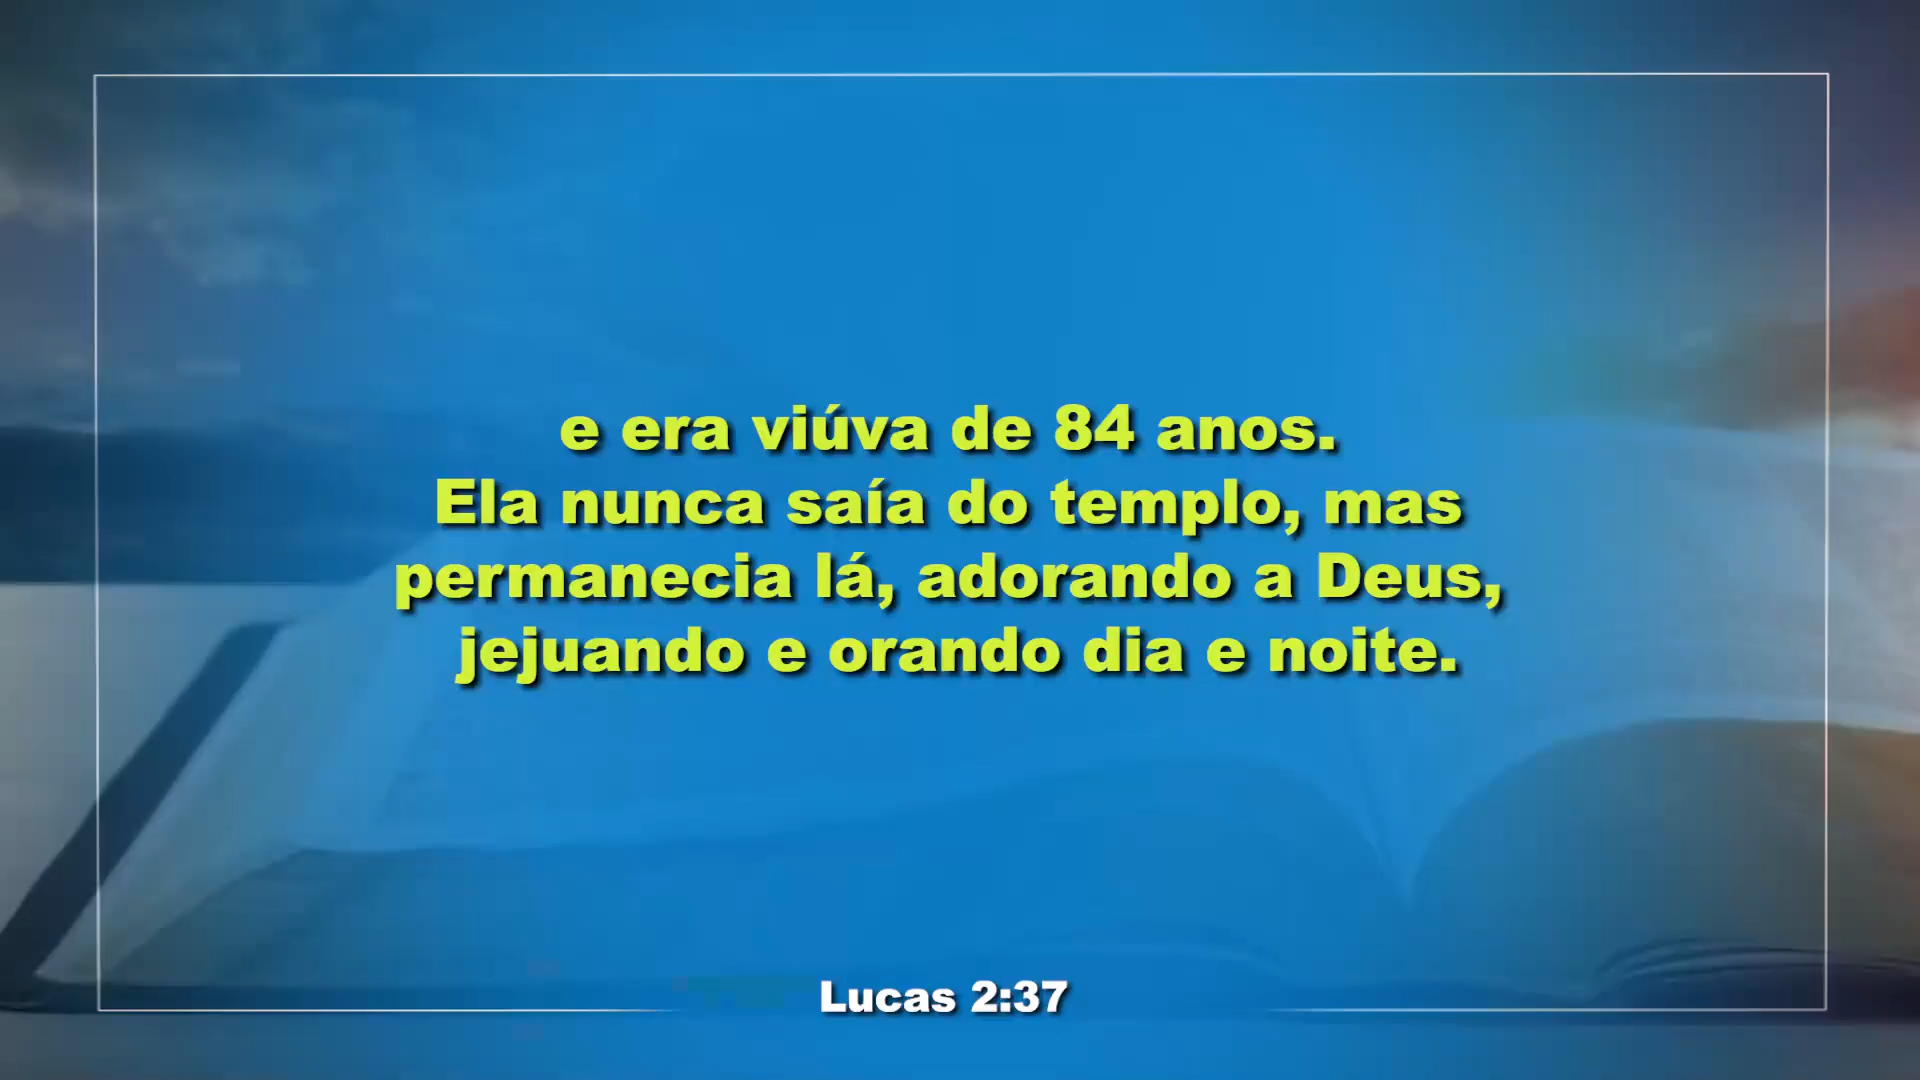 e era viúva de 84 anos.
Ela nunca saía do templo, mas
permanecia lá, adorando a Deus,
jejuando e orando dia e noite.
Lucas 2:37